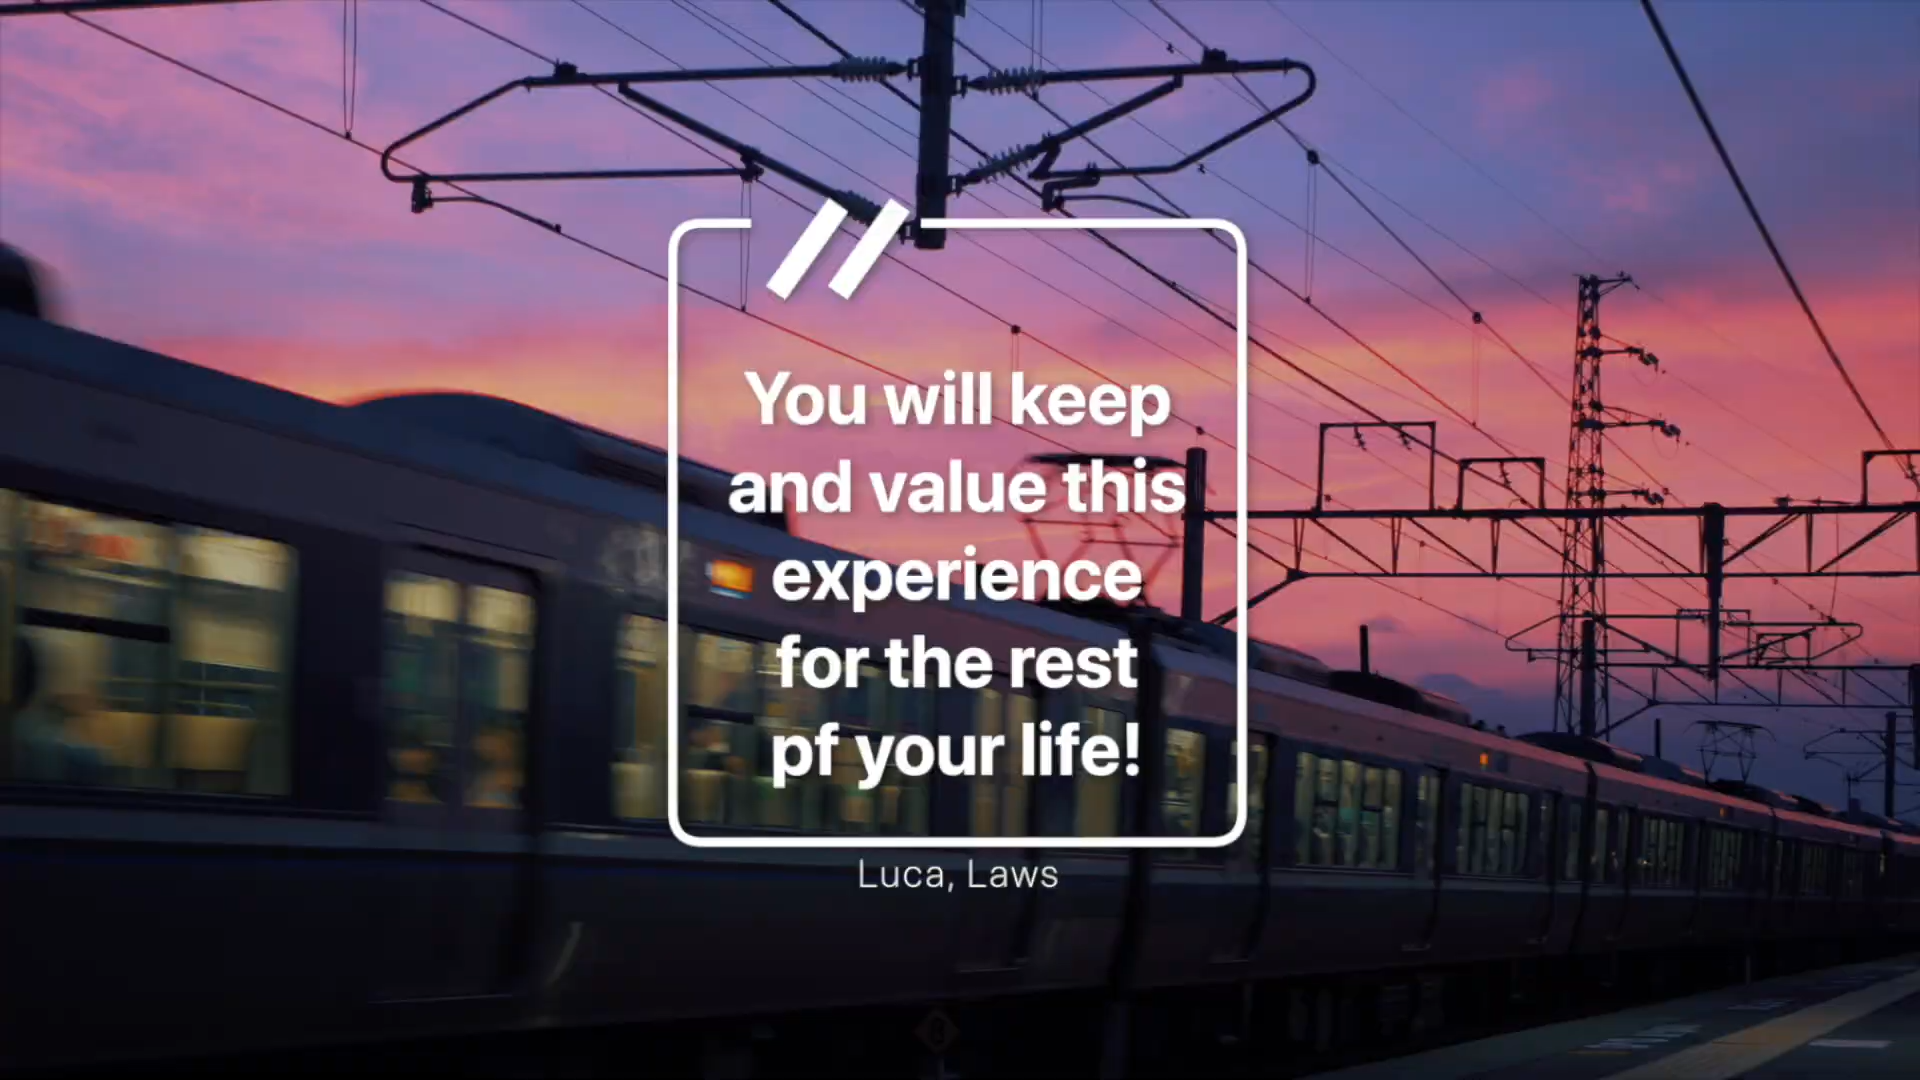 You will keep
and value this
experience
for the rest
pf your life!
Luca, Laws